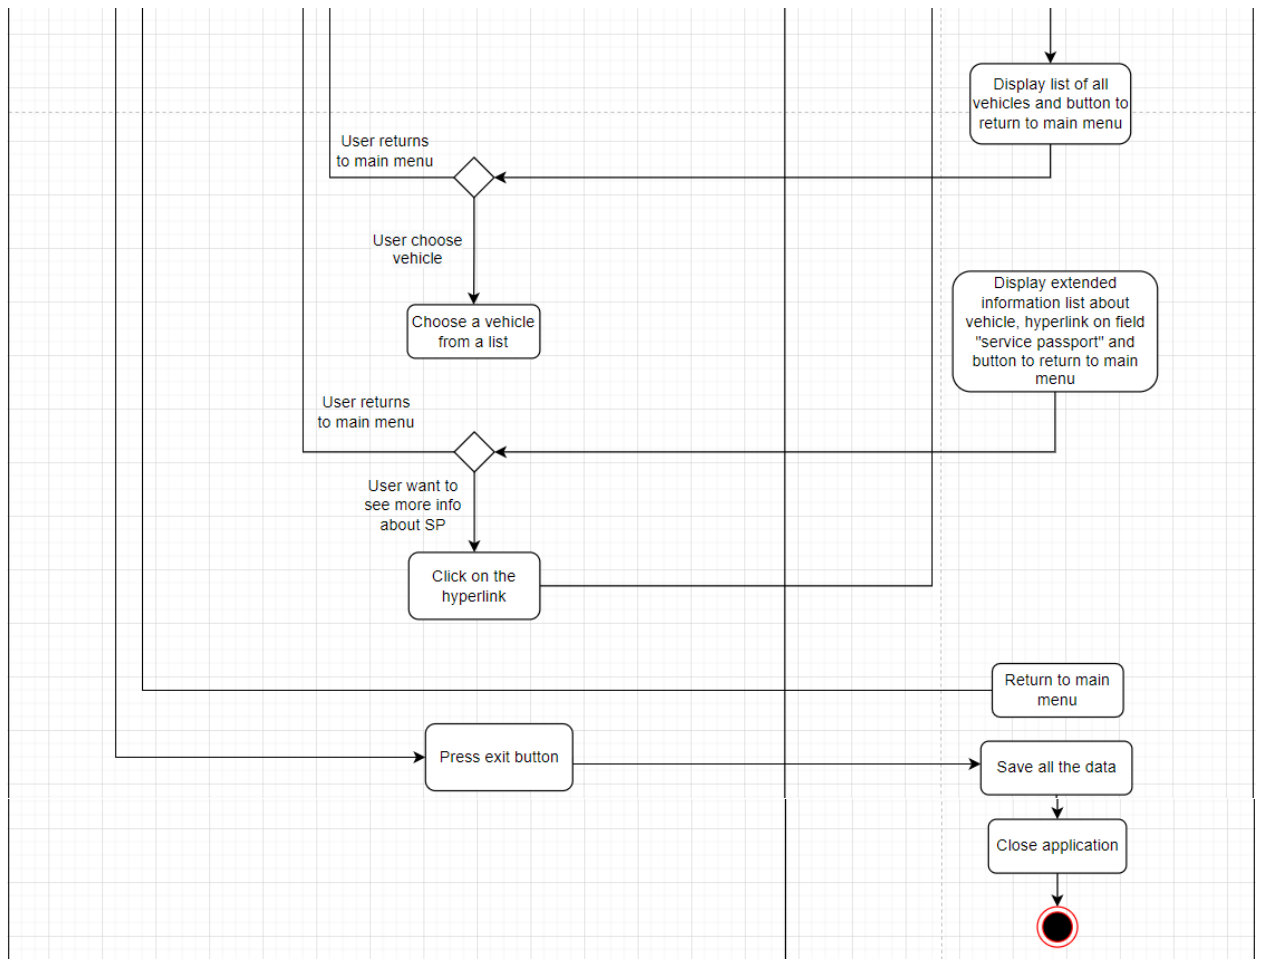 Display list of all
vehicles and button to
return to main menu
User returns
to main menu
User choose
vehicle
Choose a vehicle
from a list
Display extended
information list about
vehicle, hyperlink on field
"service passport" and
button to return to main
menu
User returns
to main menu
User want to
see more info
about SP
Click on the
hyperlink
Return to main
menu
Press exit button
Save all the data
Close application